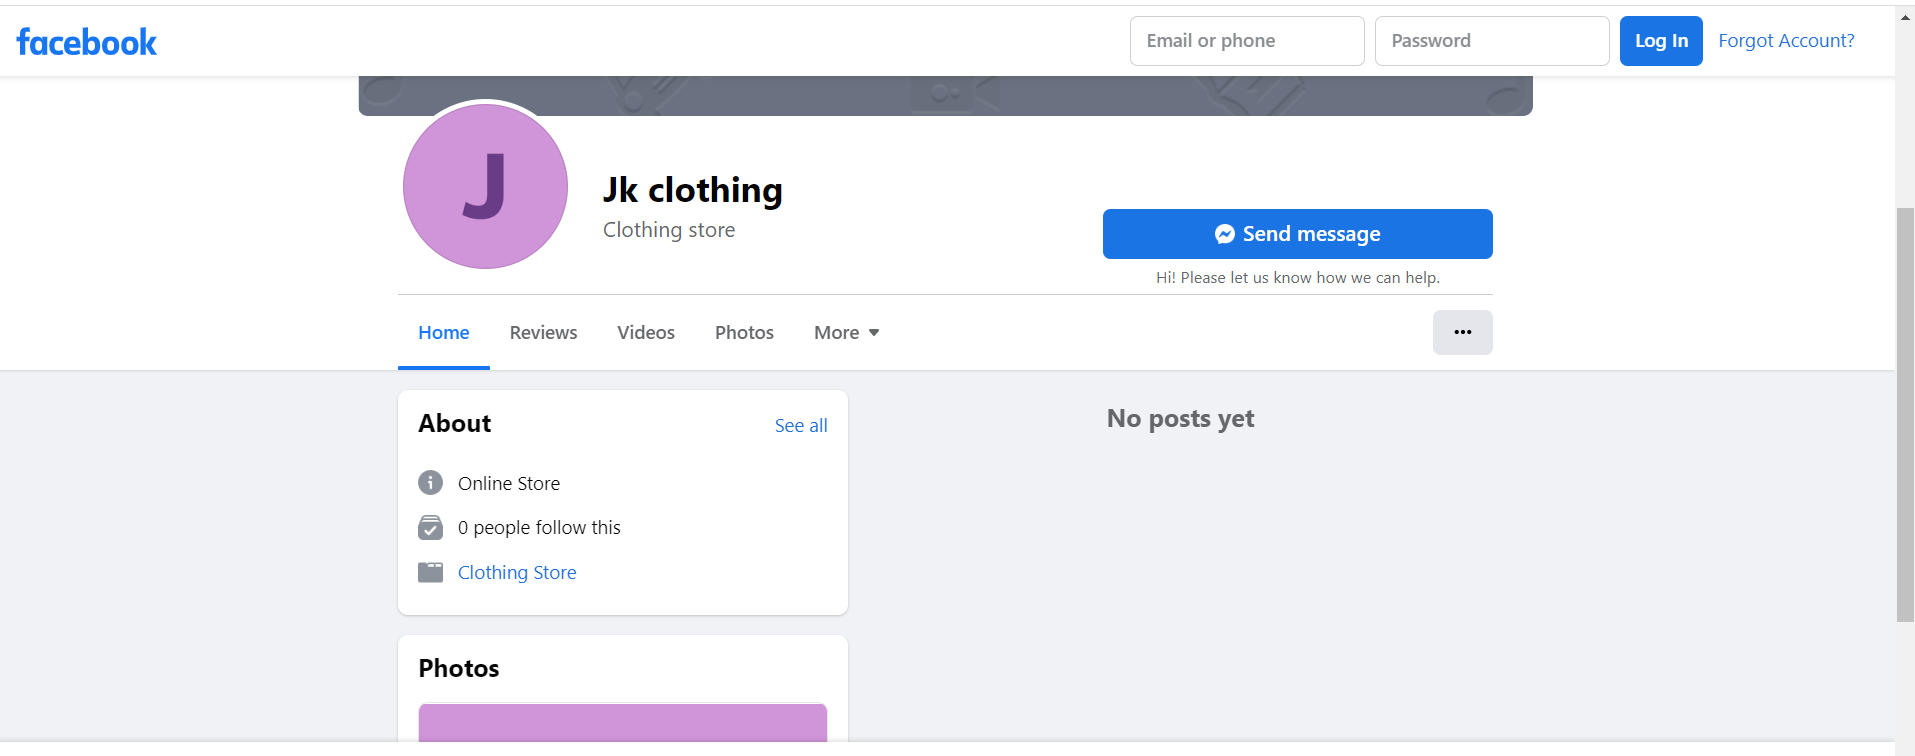 facebook
Email or phone
Password
Log In
Forgot Account?
J
Jk clothing
Clothing store
Send message
Hi! Please let us know how we can help.
Home
Reviews
Videos
Photos
More
About
See all
Online Store
0 people follow this
Clothing Store
No posts yet
Photos